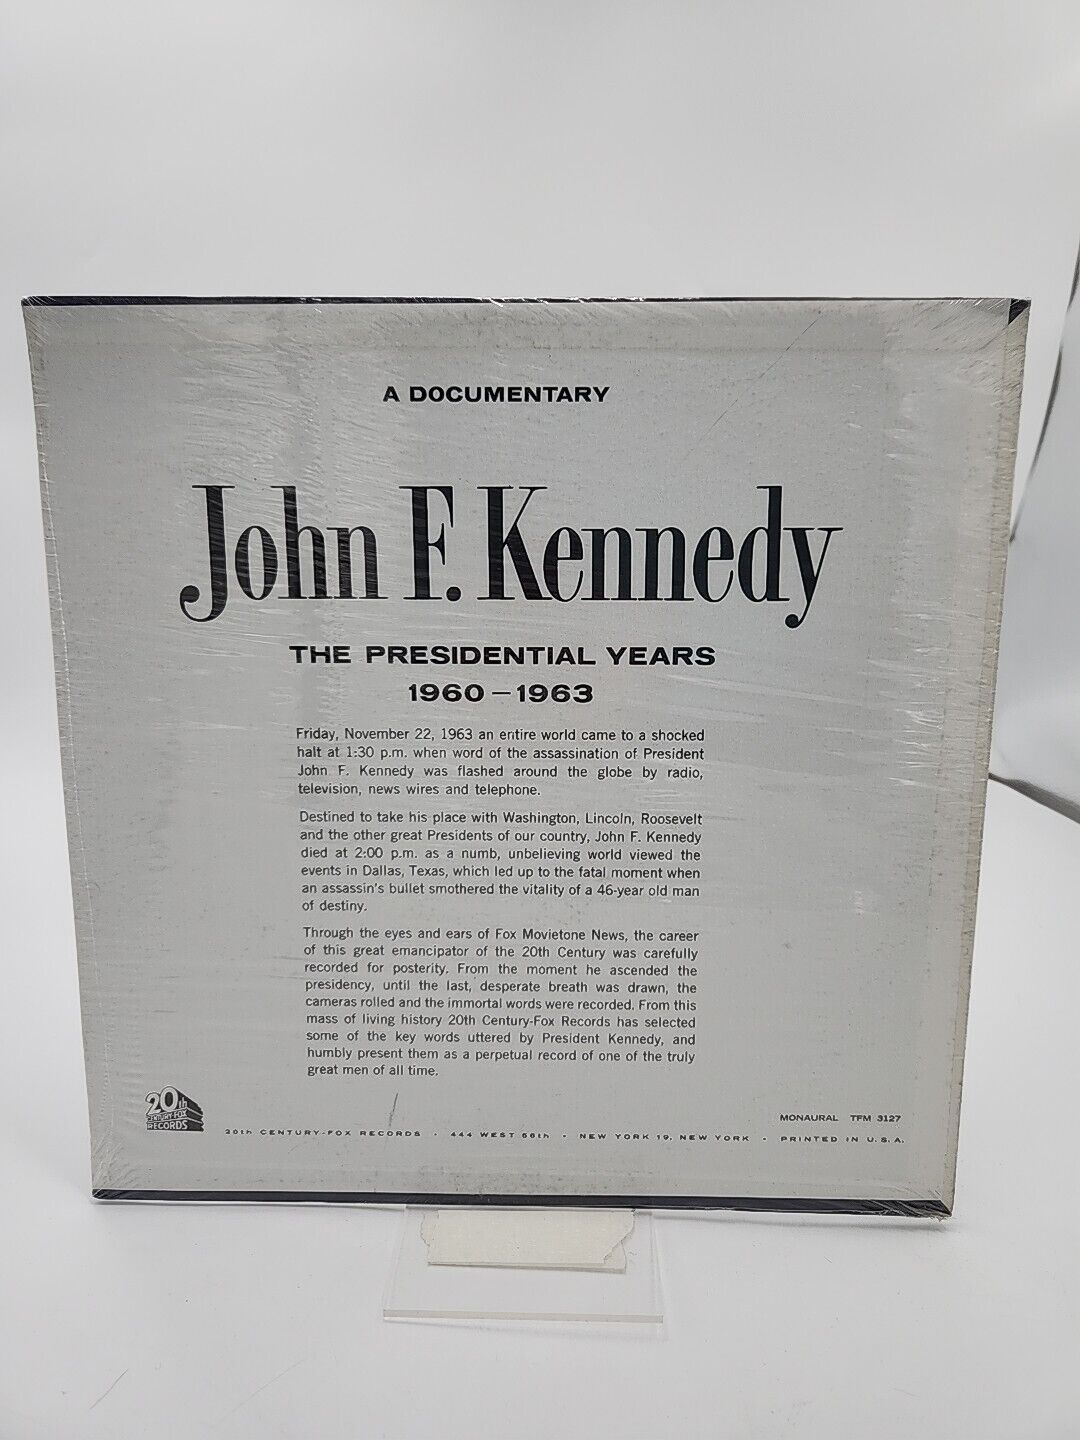 A DOCUMENTARY
John F. Kennedy
THE PRESIDENTIAL YEARS
1960 – 1963
Friday, November 22, 1963 an entire world came to a shocked
halt at 1:30 p.m. when word of the assassination of President
John F. Kennedy was flashed around the globe by radio,
television, news wires and telephone.
Destined to take his place with Washington, Lincoln, Roosevelt
and the other great Presidents of our country, John F. Kennedy
died at 2:00 p.m. as a numb, unbelieving world viewed the
events in Dallas, Texas, which led up to the fatal moment when
an assassin's bullet smothered the vitality of a 46-year old man
of destiny.
Through the eyes and ears of Fox Movietone News, the career
of this great emancipator of the 20th Century was carefully
recorded for posterity. From the moment he ascended the
presidency, until the last, desperate breath was drawn, the
cameras rolled and the immortal words were recorded. From this
mass of living history 20th Century-Fox Records has selected
some of the key words uttered by President Kennedy, and
humbly present them as a perpetual record of one of the truly
great men of all time.
20th
CENTURY-FOX
RECORDS
MONAURAL TFM 3127
20th CENTURY-FOX RECORDS • 444 WEST 56th • NEW YORK 19, NEW YORK • PRINTED IN U.S.A.